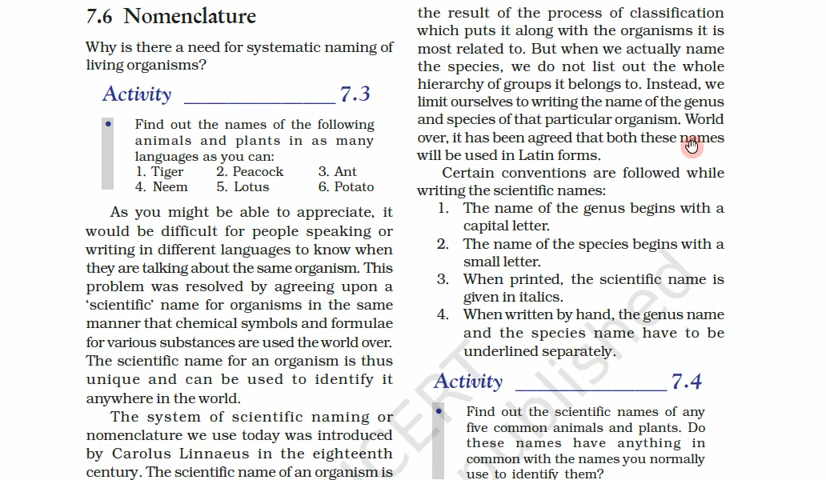 7.6 Nomenclature
Why is there a need for systematic naming of
living organisms?
Activity _______________ 7.3
• Find out the names of the following
animals and plants in as many
languages as you can:
1. Tiger 2. Peacock 3. Ant
4. Neem 5. Lotus 6. Potato
As you might be able to appreciate, it
would be difficult for people speaking or
writing in different languages to know when
they are talking about the same organism. This
problem was resolved by agreeing upon a
‘scientific’ name for organisms in the same
manner that chemical symbols and formulae
for various substances are used the world over.
The scientific name for an organism is thus
unique and can be used to identify it
anywhere in the world.
The system of scientific naming or
nomenclature we use today was introduced
by Carolus Linnaeus in the eighteenth
century. The scientific name of an organism is
the result of the process of classification
which puts it along with the organisms it is
most related to. But when we actually name
the species, we do not list out the whole
hierarchy of groups it belongs to. Instead, we
limit ourselves to writing the name of the genus
and species of that particular organism. World
over, it has been agreed that both these names
will be used in Latin forms.
Certain conventions are followed while
writing the scientific names:
1. The name of the genus begins with a
capital letter.
2. The name of the species begins with a
small letter.
3. When printed, the scientific name is
given in italics.
4. When written by hand, the genus name
and the species name have to be
underlined separately.
Activity _______________ 7.4
• Find out the scientific names of any
five common animals and plants. Do
these names have anything in
common with the names you normally
use to identify them?
NCERT
published